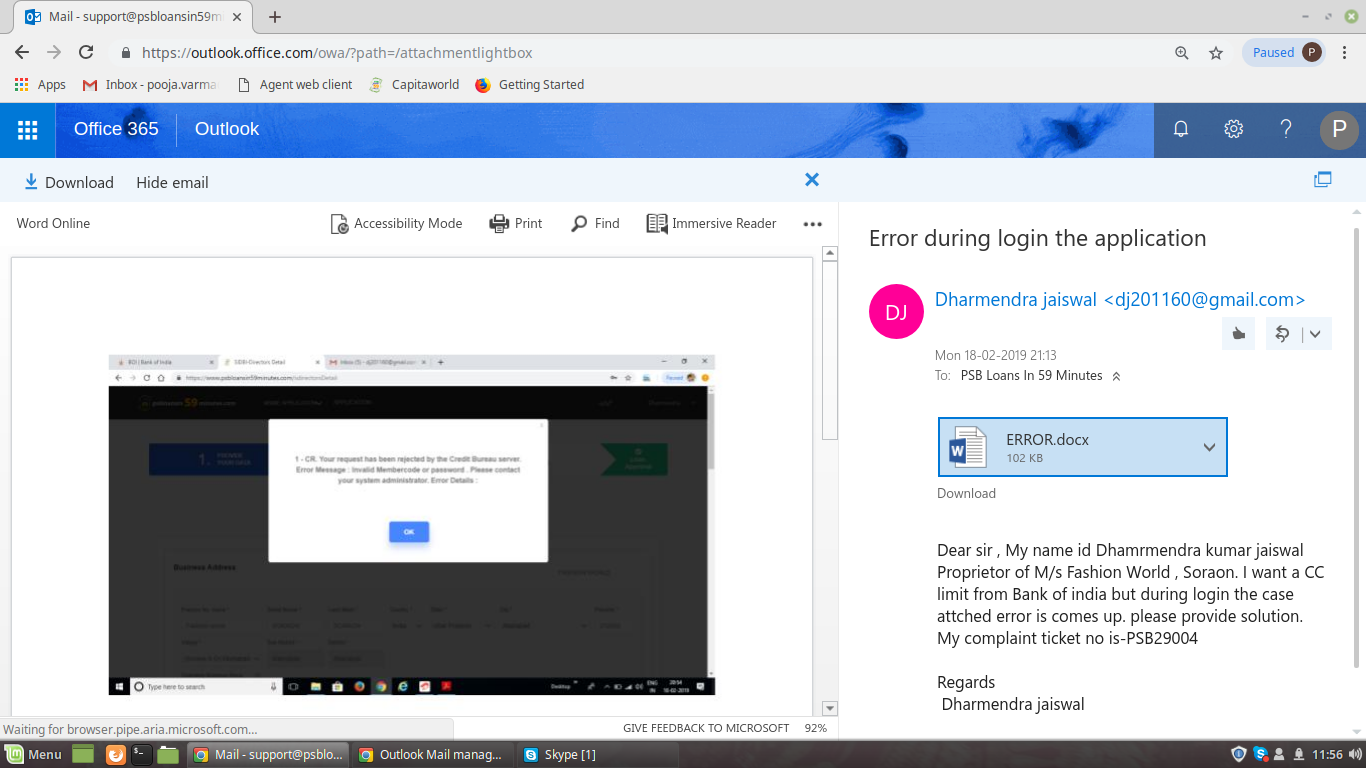 Mail - support@psbloansin59m
https://outlook.office.com/owa/?path=/attachmentlightbox
Paused P
Apps
Inbox - pooja.varma
Agent web client
Capitaworld
Getting Started
Office 365
Outlook
P
Download
Hide email
Word Online
Accessibility Mode
Print
Find
Immersive Reader
Error during login the application
DJ
Dharmendra jaiswal <dj201160@gmail.com>
Mon 18-02-2019 21:13
To: PSB Loans In 59 Minutes
ERROR.docx
102 KB
Download
Dear sir , My name id Dhamrmendra kumar jaiswal
Proprietor of M/s Fashion World , Soraon. I want a CC
limit from Bank of india but during login the case
attched error is comes up. please provide solution.
My complaint ticket no is-PSB29004
Regards
Dharmendra jaiswal
BOI | Bank of India
SIDBI-Directors Detail
https://www.psbloansin59minutes.com
Paused
1 - CR. Your request has been rejected by the Credit Bureau server.
Error Message : Invalid Membercode or password . Please contact
your system administrator. Error Details :
OK
Business Address
Type here to search
Desktop
ENG
IN
20:54
Waiting for browser.pipe.aria.microsoft.com...
GIVE FEEDBACK TO MICROSOFT
92%
Menu
Mail - support@psblo...
Outlook Mail manag...
Skype [1]
11:56